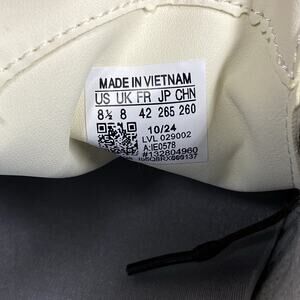 MADE IN VIETNAM
US UK FR JP CHN
8½ 8 42 265 260
10/24
LVL 029002
A:IE0578
#132804960